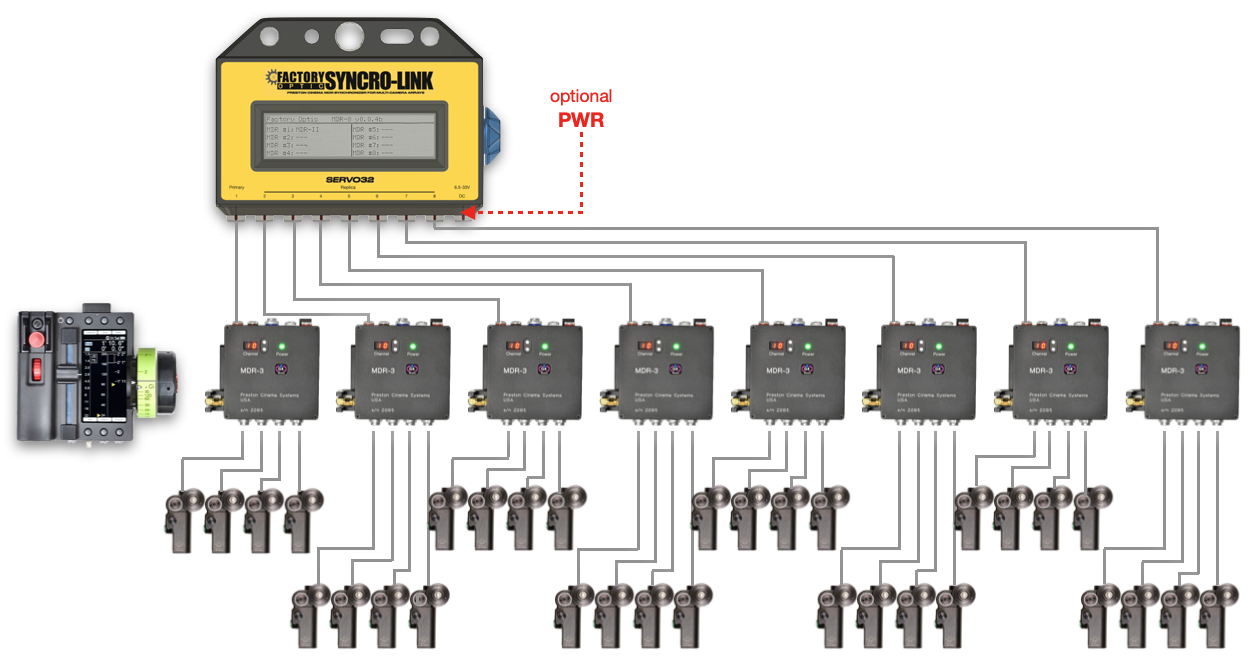 FACTORY
OPTIC
SYNCRO-LINK
PRESTON CINEMA MDR SYNCHRONIZER FOR MULTI-CAMERA ARRAYS
Factory Optic MDR-8 v0.0.4b
MDR #1: MDR-II MDR #5: ---
MDR #2: --- MDR #6: ---
MDR #3: --- MDR #7: ---
MDR #4: --- MDR #8: ---
SERVO32
Primary Replica 6.5-33V
1 2 3 4 5 6 7 8 DC
optional
PWR
Channel Power
MDR-3
Preston Cinema Systems
USA
s/n 2085
Channel Power
MDR-3
Preston Cinema Systems
USA
s/n 2085
Channel Power
MDR-3
Preston Cinema Systems
USA
s/n 2085
Channel Power
MDR-3
Preston Cinema Systems
USA
s/n 2085
Channel Power
MDR-3
Preston Cinema Systems
USA
s/n 2085
Channel Power
MDR-3
Preston Cinema Systems
USA
s/n 2085
Channel Power
MDR-3
Preston Cinema Systems
USA
s/n 2085
Channel Power
MDR-3
Preston Cinema Systems
USA
s/n 2085